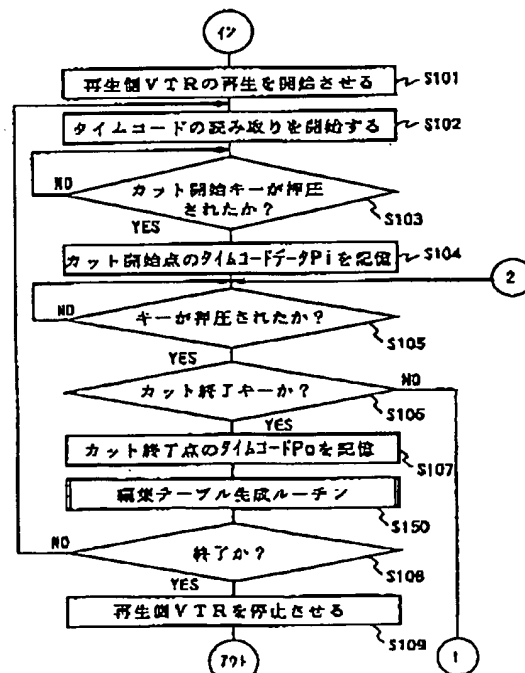 イン
再生側VTRの再生を開始させる
S101
タイムコードの読み取りを開始する
S102
NO
カット開始キーが押圧
されたか?
S103
YES
カット開始点のタイムコードデータPiを記憶
S104
2
NO
キーが押圧されたか?
S105
YES
カット終了キーか?
NO
S106
YES
カット終了点のタイムコードPoを記憶
S107
編集テーブル生成ルーチン
S150
NO
終了か?
S108
YES
再生側VTRを停止させる
S109
アウト
1